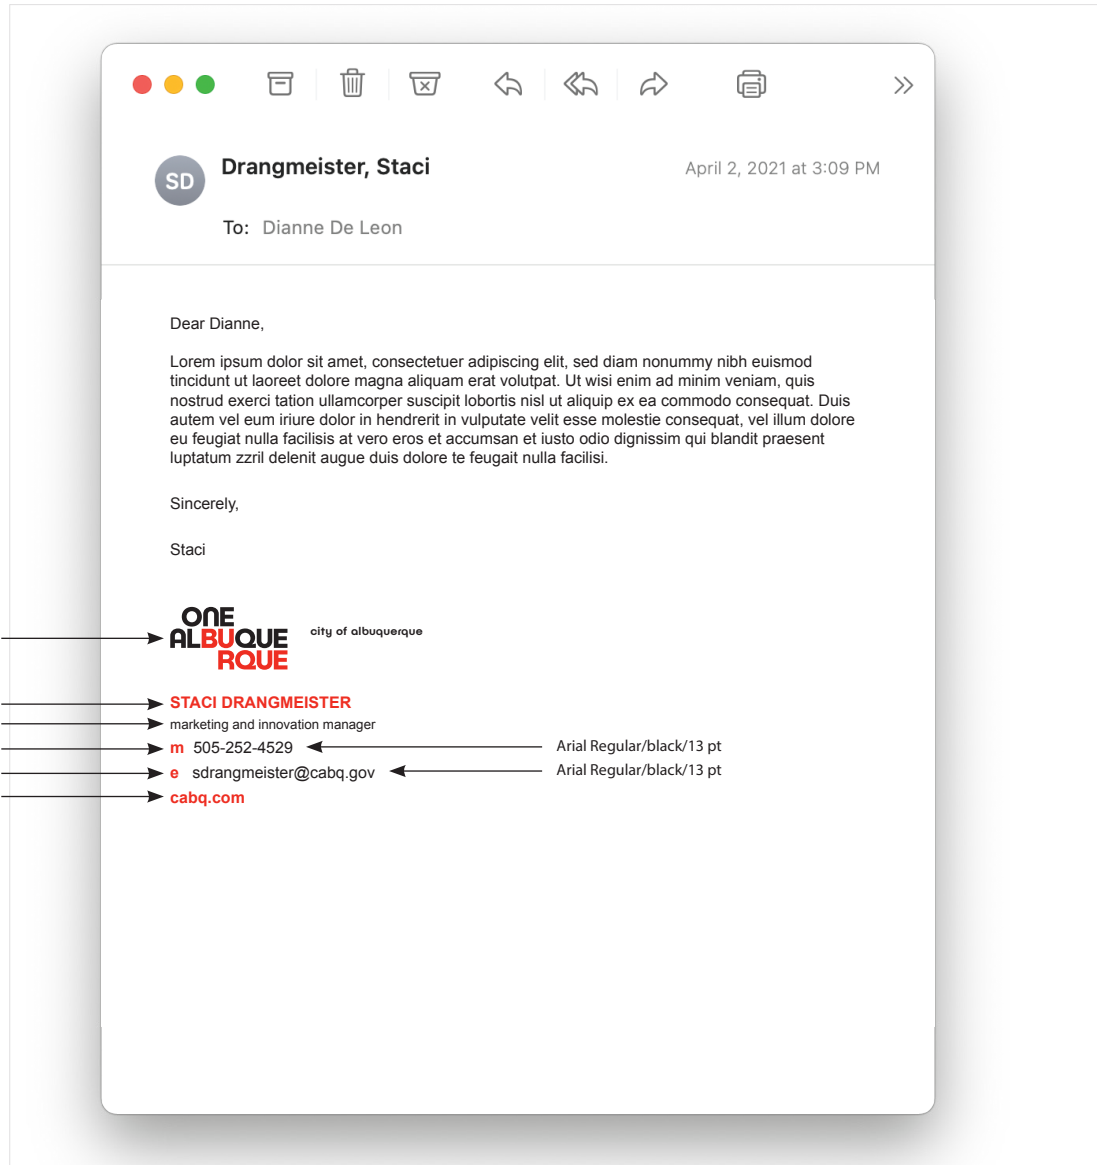 SD
Drangmeister, Staci
April 2, 2021 at 3:09 PM
To: Dianne De Leon
Dear Dianne,
Lorem ipsum dolor sit amet, consectetuer adipiscing elit, sed diam nonummy nibh euismod
tincidunt ut laoreet dolore magna aliquam erat volutpat. Ut wisi enim ad minim veniam, quis
nostrud exerci tation ullamcorper suscipit lobortis nisl ut aliquip ex ea commodo consequat. Duis
autem vel eum iriure dolor in hendrerit in vulputate velit esse molestie consequat, vel illum dolore
eu feugiat nulla facilisis at vero eros et accumsan et iusto odio dignissim qui blandit praesent
luptatum zzril delenit augue duis dolore te feugait nulla facilisi.
Sincerely,
Staci
ONE
ALBUQUE
RQUE
city of albuquerque
STACI DRANGMEISTER
marketing and innovation manager
m 505-252-4529
Arial Regular/black/13 pt
e sdrangmeister@cabq.gov
Arial Regular/black/13 pt
cabq.com